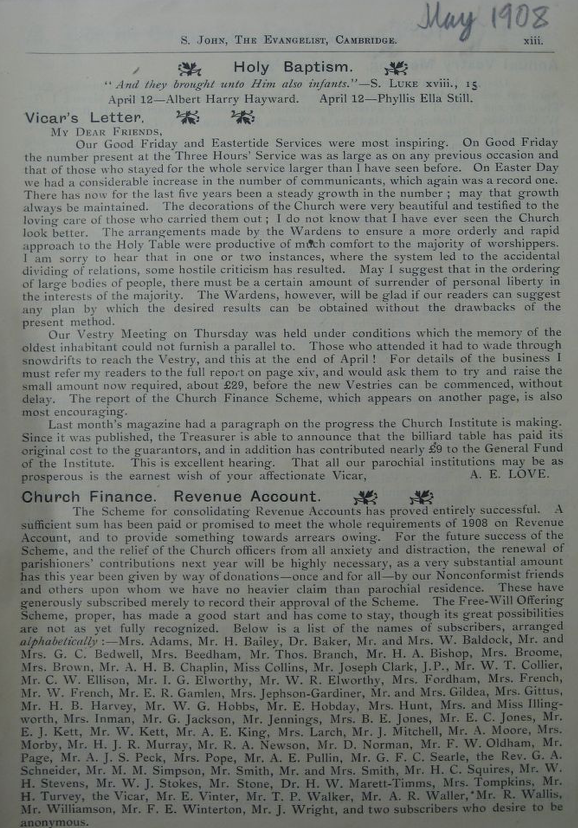 May 1908
S. JOHN, THE EVANGELIST, CAMBRIDGE. xiii.
Holy Baptism.
"And they brought unto Him also infants."—S. LUKE xviii., 15.
April 12—Albert Harry Hayward. April 12—Phyllis Ella Still.
Vicar's Letter.
MY DEAR FRIENDS,
Our Good Friday and Eastertide Services were most inspiring. On Good Friday
the number present at the Three Hours' Service was as large as on any previous occasion and
that of those who stayed for the whole service larger than I have seen before. On Easter Day
we had a considerable increase in the number of communicants, which again was a record one.
There has now for the last five years been a steady growth in the number; may that growth
always be maintained. The decorations of the Church were very beautiful and testified to the
loving care of those who carried them out; I do not know that I have ever seen the Church
look better. The arrangements made by the Wardens to ensure a more orderly and rapid
approach to the Holy Table were productive of much comfort to the majority of worshippers.
I am sorry to hear that in one or two instances, where the system led to the accidental
dividing of relations, some hostile criticism has resulted. May I suggest that in the ordering
of large bodies of people, there must be a certain amount of surrender of personal liberty in
the interests of the majority. The Wardens, however, will be glad if our readers can suggest
any plan by which the desired results can be obtained without the drawbacks of the
present method.
Our Vestry Meeting on Thursday was held under conditions which the memory of the
oldest inhabitant could not furnish a parallel to. Those who attended it had to wade through
snowdrifts to reach the Vestry, and this at the end of April! For details of the business I
must refer my readers to the full report on page xiv, and would ask them to try and raise the
small amount now required, about £29, before the new Vestries can be commenced, without
delay. The report of the Church Finance Scheme, which appears on another page, is also
most encouraging.
Last month's magazine had a paragraph on the progress the Church Institute is making.
Since it was published, the Treasurer is able to announce that the billiard table has paid its
original cost to the guarantors, and in addition has contributed nearly £9 to the General Fund
of the Institute. This is excellent hearing. That all our parochial institutions may be as
prosperous is the earnest wish of your affectionate Vicar, A. E. LOVE.
Church Finance. Revenue Account.
The Scheme for consolidating Revenue Accounts has proved entirely successful. A
sufficient sum has been paid or promised to meet the whole requirements of 1908 on Revenue
Account, and to provide something towards arrears owing. For the future success of the
Scheme, and the relief of the Church officers from all anxiety and distraction, the renewal of
parishioners' contributions next year will be highly necessary, as a very substantial amount
has this year been given by way of donations—once and for all—by our Nonconformist friends
and others upon whom we have no heavier claim than parochial residence. These have
generously subscribed merely to record their approval of the Scheme. The Free-Will Offering
Scheme, proper, has made a good start and has come to stay, though its great possibilities
are not as yet fully recognized. Below is a list of the names of subscribers, arranged
alphabetically:—Mrs. Adams, Mr. H. Bailey, Dr. Baker, Mr. and Mrs. W. Baldock, Mr. and
Mrs. G. C. Bedwell, Mrs. Beedham, Mr. Thos. Branch, Mr. H. A. Bishop, Mrs. Broome,
Mrs. Brown, Mr. A. H. B. Chaplin, Miss Collins, Mr. Joseph Clark, J.P., Mr. W. T. Collier,
Mr. C. W. Ellison, Mr. I. G. Elworthy, Mr. W. R. Elworthy, Mrs. Fordham, Mrs. French,
Mr. W. French, Mr. E. R. Gamlen, Mrs. Jephson-Gardiner, Mr. and Mrs. Gildea, Mrs. Gittus,
Mr. H. B. Harvey, Mr. W. G. Hobbs, Mr. E. Hobday, Mrs. Hunt, Mrs. and Miss Illing-
worth, Mrs. Inman, Mr. G. Jackson, Mr. Jennings, Mrs. B. E. Jones, Mr. E. C. Jones, Mr.
E. J. Kett, Mr. W. Kett, Mr. A. E. King, Mrs. Larch, Mr. J. Mitchell, Mr. A. Moore, Mrs.
Morby, Mr. H. J. R. Murray, Mr. R. A. Newson, Mr. D. Norman, Mr. F. W. Oldham, Mr.
Page, Mr. A. J. S. Peck, Mrs. Pope, Mr. A. E. Pullin, Mr. G. F. C. Searle, the Rev. G. A.
Schneider, Mr. M. M. Simpson, Mr. Smith, Mr. and Mrs. Smith, Mr. H. C. Squires, Mr. W.
H. Stevens, Mr. W. J. Stokes, Mr. Stone, Dr. H. W. Marett-Timms, Mrs. Tompkins, Mr.
H. Turvey, the Vicar, Mr. E. Vinter, Mr. T. P. Walker, Mr. A. R. Waller, Mr. R. Wallis,
Mr. Williamson, Mr. F. E. Winterton, Mr. J. Wright, and two subscribers who desire to be
anonymous.